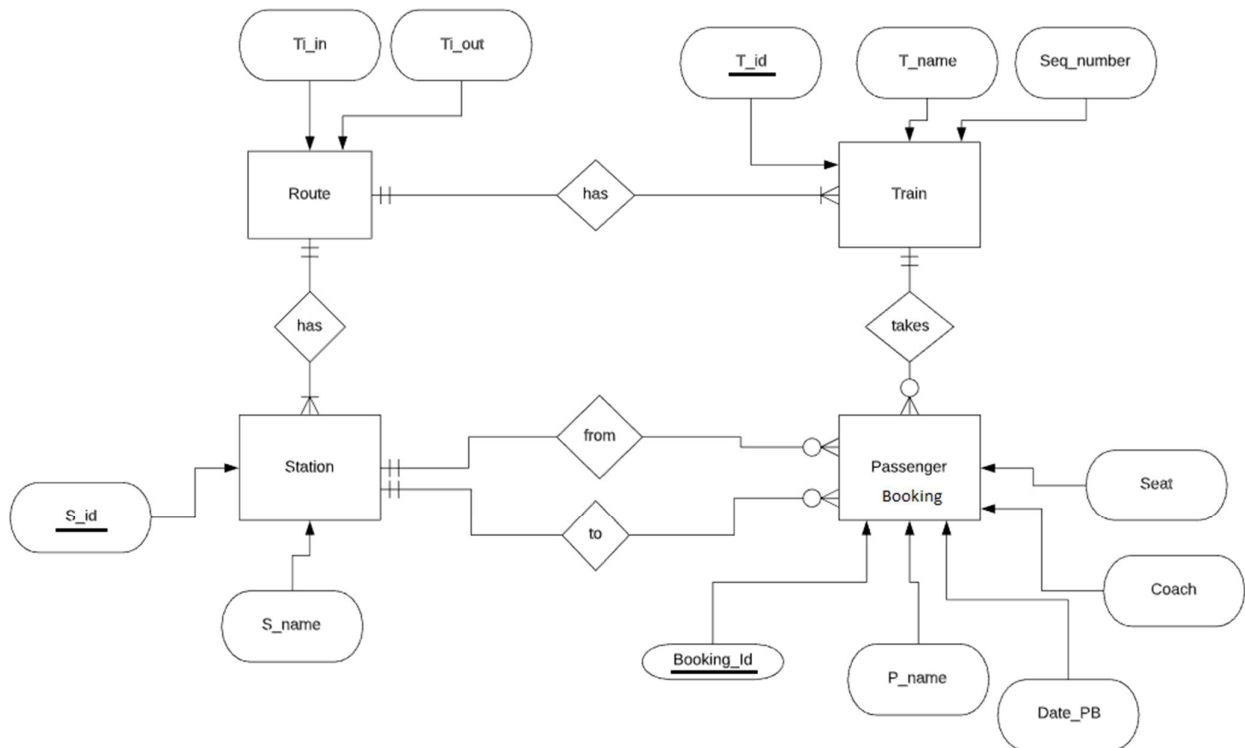 Ti_in
Ti_out
T_id
T_name
Seq_number
Route
has
Train
has
takes
Station
from
to
Passenger
Booking
Seat
S_id
S_name
Coach
Booking_Id
P_name
Date_PB